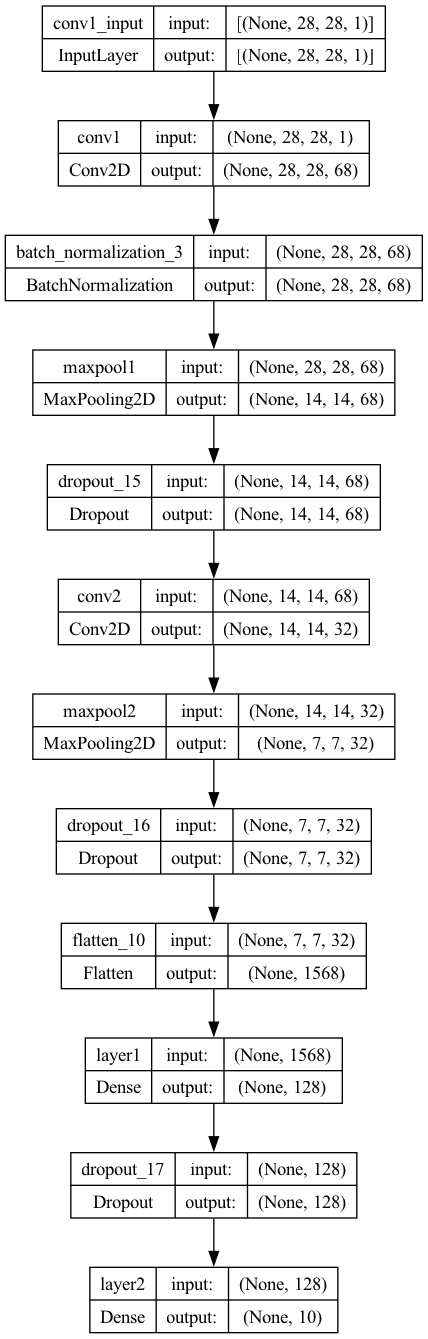 conv1_input input: [(None, 28, 28, 1)]
InputLayer output: [(None, 28, 28, 1)]
conv1 input: (None, 28, 28, 1)
Conv2D output: (None, 28, 28, 68)
batch_normalization_3 input: (None, 28, 28, 68)
BatchNormalization output: (None, 28, 28, 68)
maxpool1 input: (None, 28, 28, 68)
MaxPooling2D output: (None, 14, 14, 68)
dropout_15 input: (None, 14, 14, 68)
Dropout output: (None, 14, 14, 68)
conv2 input: (None, 14, 14, 68)
Conv2D output: (None, 14, 14, 32)
maxpool2 input: (None, 14, 14, 32)
MaxPooling2D output: (None, 7, 7, 32)
dropout_16 input: (None, 7, 7, 32)
Dropout output: (None, 7, 7, 32)
flatten_10 input: (None, 7, 7, 32)
Flatten output: (None, 1568)
layer1 input: (None, 1568)
Dense output: (None, 128)
dropout_17 input: (None, 128)
Dropout output: (None, 128)
layer2 input: (None, 128)
Dense output: (None, 10)